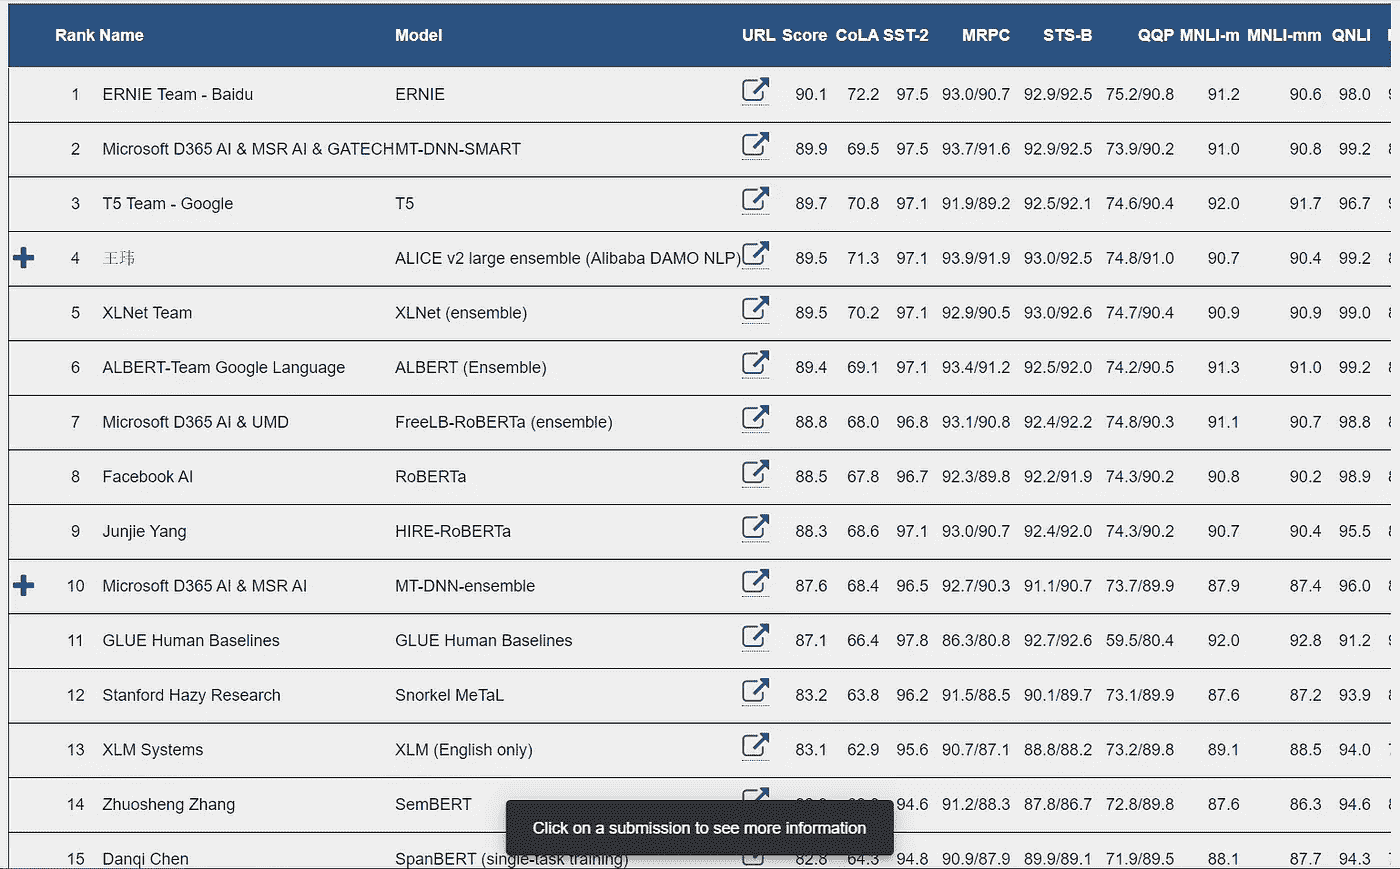 Rank Name Model URL Score CoLA SST-2 MRPC STS-B QQP MNLI-m MNLI-mm QNLI
1 ERNIE Team - Baidu ERNIE 90.1 72.2 97.5 93.0/90.7 92.9/92.5 75.2/90.8 91.2 90.6 98.0
2 Microsoft D365 AI & MSR AI & GATECH MT-DNN-SMART 89.9 69.5 97.5 93.7/91.6 92.9/92.5 73.9/90.2 91.0 90.8 99.2
3 T5 Team - Google T5 89.7 70.8 97.1 91.9/89.2 92.5/92.1 74.6/90.4 92.0 91.7 96.7
4 王玮 ALICE v2 large ensemble (Alibaba DAMO NLP) 89.5 71.3 97.1 93.9/91.9 93.0/92.5 74.8/91.0 90.7 90.4 99.2
5 XLNet Team XLNet (ensemble) 89.5 70.2 97.1 92.9/90.5 93.0/92.6 74.7/90.4 90.9 90.9 99.0
6 ALBERT-Team Google Language ALBERT (Ensemble) 89.4 69.1 97.1 93.4/91.2 92.5/92.0 74.2/90.5 91.3 91.0 99.2
7 Microsoft D365 AI & UMD FreeLB-RoBERTa (ensemble) 88.8 68.0 96.8 93.1/90.8 92.4/92.2 74.8/90.3 91.1 90.7 98.8
8 Facebook AI RoBERTa 88.5 67.8 96.7 92.3/89.8 92.2/91.9 74.3/90.2 90.8 90.2 98.9
9 Junjie Yang HIRE-RoBERTa 88.3 68.6 97.1 93.0/90.7 92.4/92.0 74.3/90.2 90.7 90.4 95.5
10 Microsoft D365 AI & MSR AI MT-DNN-ensemble 87.6 68.4 96.5 92.7/90.3 91.1/90.7 73.7/89.9 87.9 87.4 96.0
11 GLUE Human Baselines GLUE Human Baselines 87.1 66.4 97.8 86.3/80.8 92.7/92.6 59.5/80.4 92.0 92.8 91.2
12 Stanford Hazy Research Snorkel MeTaL 83.2 63.8 96.2 91.5/88.5 90.1/89.7 73.1/89.9 87.6 87.2 93.9
13 XLM Systems XLM (English only) 83.1 62.9 95.6 90.7/87.1 88.8/88.2 73.2/89.8 89.1 88.5 94.0
14 Zhuosheng Zhang SemBERT 94.6 91.2/88.3 87.8/86.7 72.8/89.8 87.6 86.3 94.6
Click on a submission to see more information
15 Danqi Chen SpanBERT (single-task training) 82.8 64.3 94.8 90.9/87.9 89.9/89.1 71.9/89.5 88.1 87.7 94.3